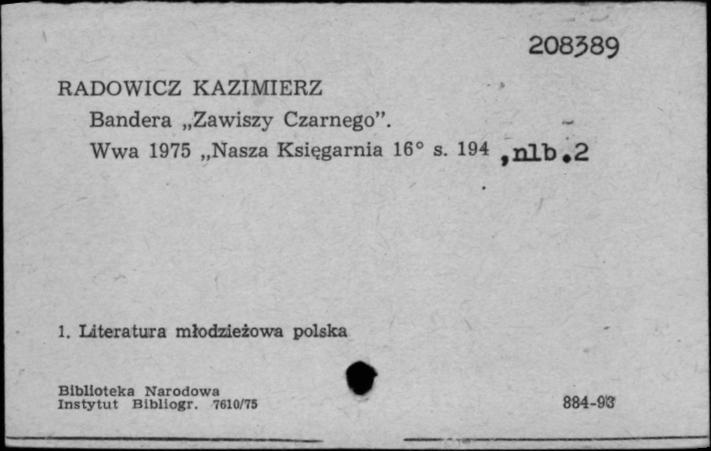 208389
RADOWICZ KAZIMIERZ
Bandera „Zawiszy Czarnego”.
Wwa 1975 „Nasza Księgarnia 16° s. 194 , nlb.2
1. Literatura młodzieżowa polska
Biblioteka Narodowa
Instytut Bibliogr. 7610/75
884-93